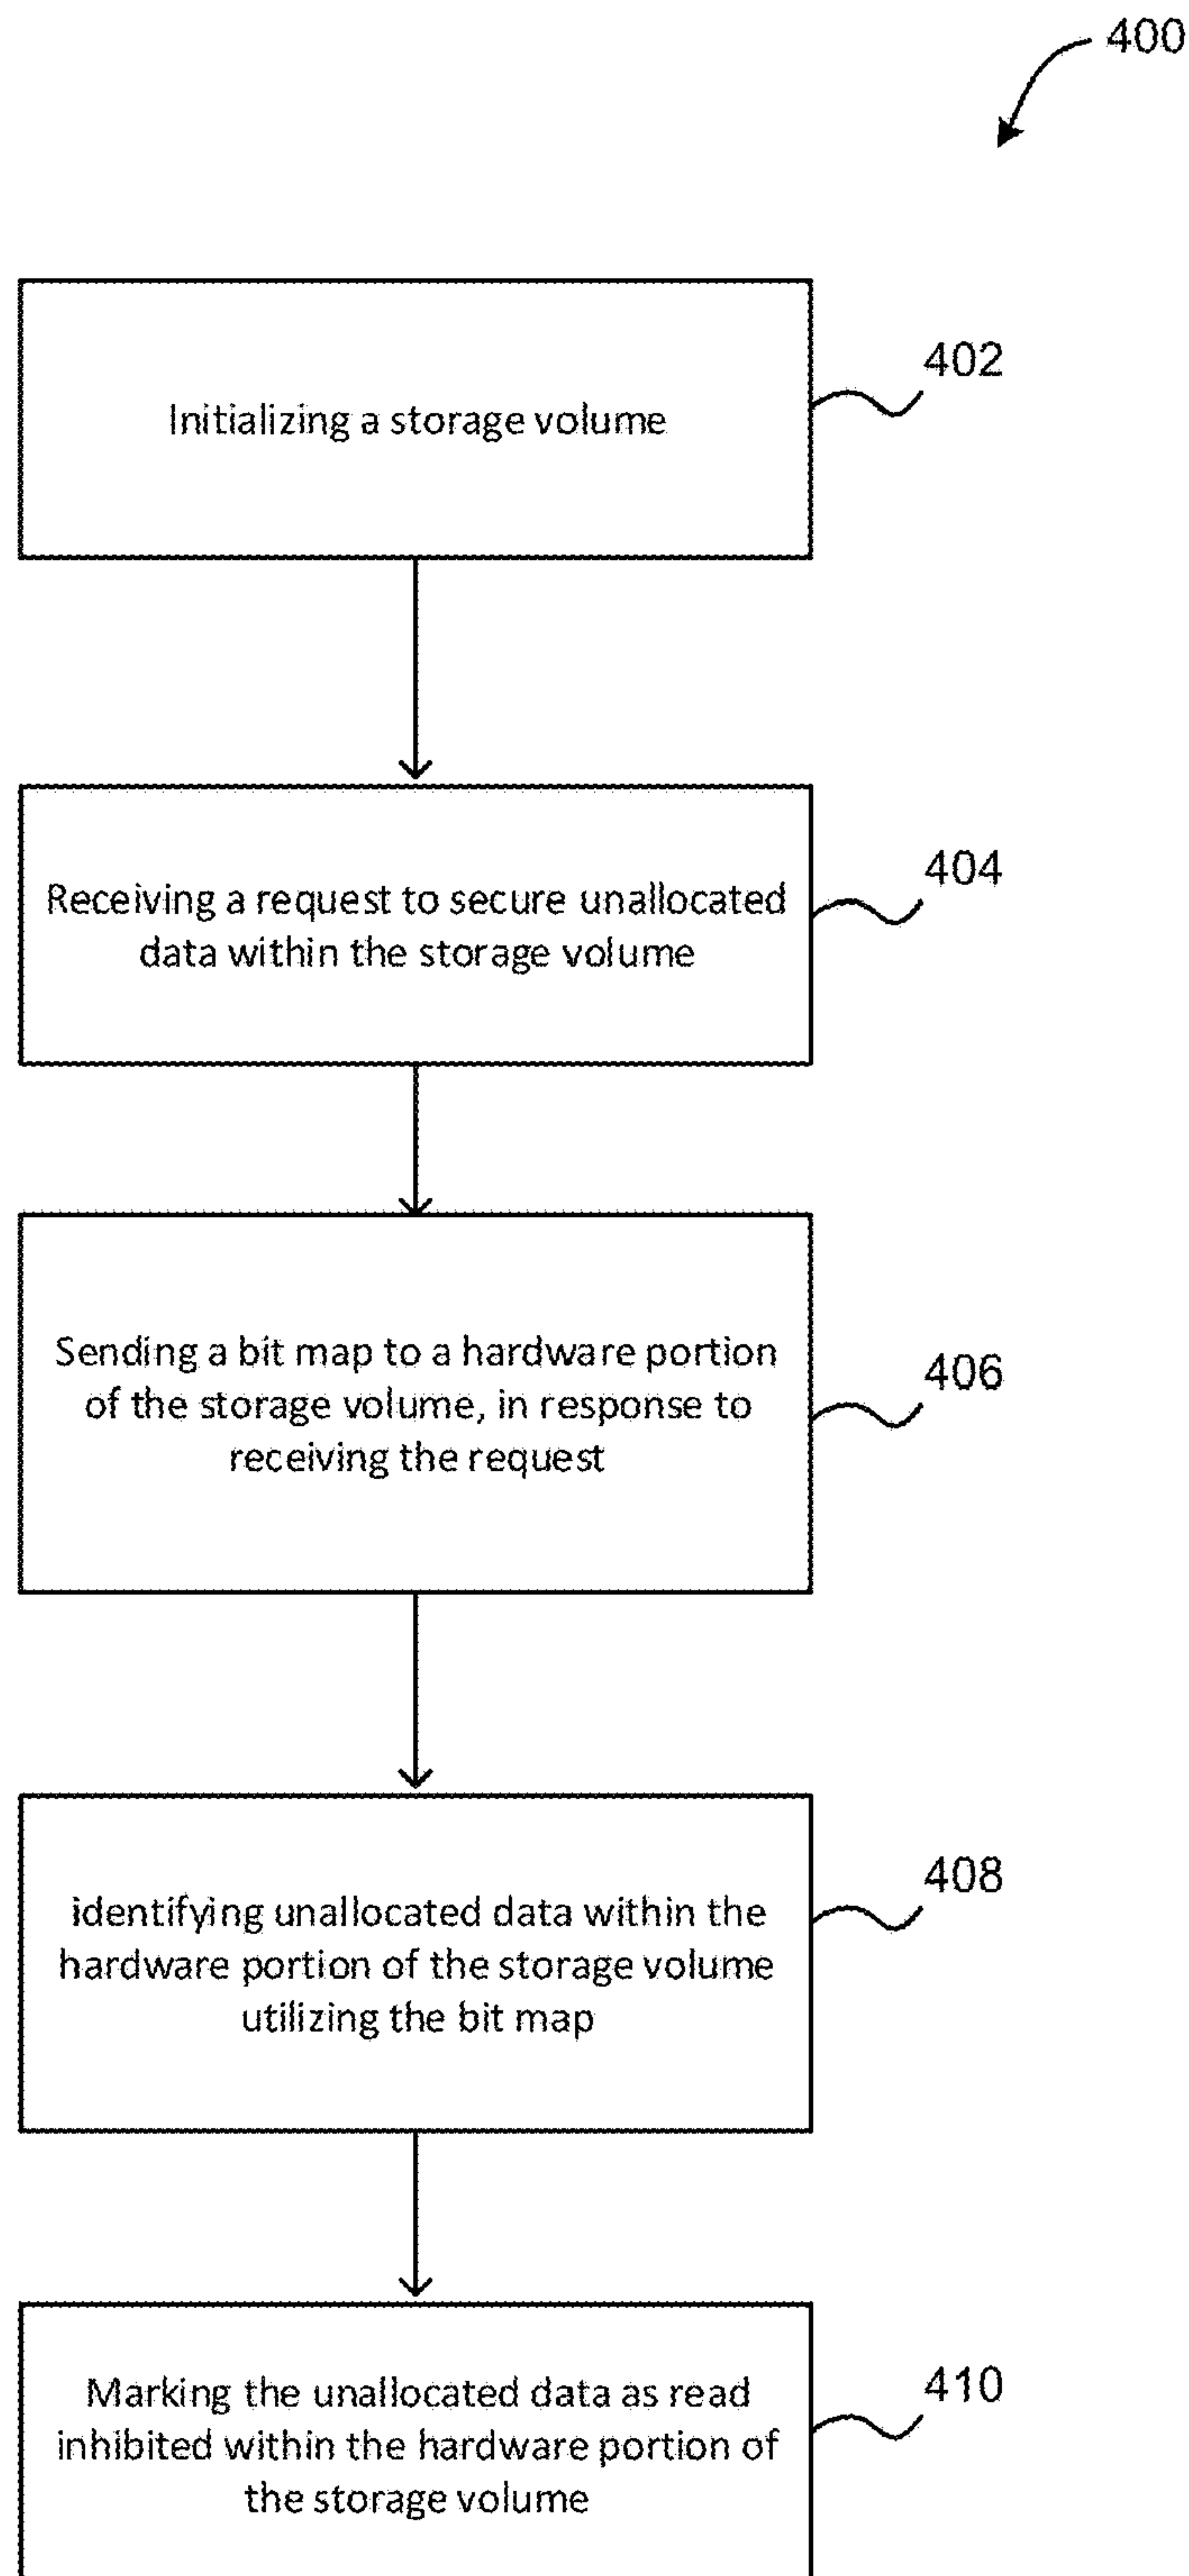 400
Initializing a storage volume
402
Receiving a request to secure unallocated
data within the storage volume
404
Sending a bit map to a hardware portion
of the storage volume, in response to
receiving the request
406
identifying unallocated data within the
hardware portion of the storage volume
utilizing the bit map
408
Marking the unallocated data as read
inhibited within the hardware portion of
the storage volume
410